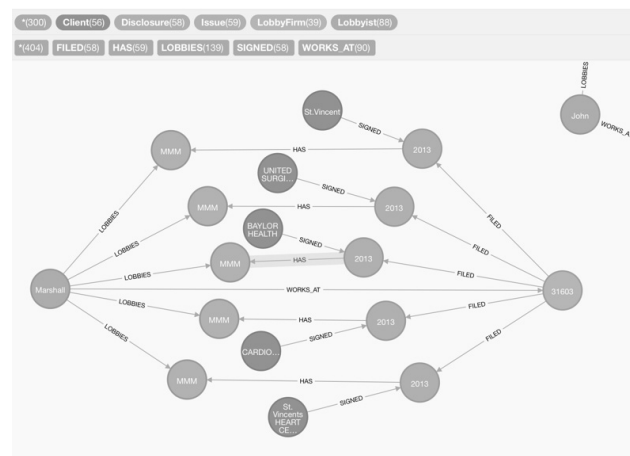 *(300) Client(56) Disclosure(58) Issue(59) LobbyFirm(39) Lobbyist(88)
*(404) FILED(58) HAS(59) LOBBIES(139) SIGNED(58) WORKS_AT(90)
LOBBIES
St.Vincent
John
SIGNED
WORKS_A
MMM
HAS
2013
UNITED
SURGI...
SIGNED
FILED
LOBBIES
MMM
HAS
2013
LOBBIES
BAYLOR
HEALTH
SIGNED
FILED
MMM
HAS
2013
LOBBIES
FILED
Marshall
WORKS_AT
31603
LOBBIES
MMM
HAS
2013
FILED
SIGNED
CARDIO...
LOBBIES
FILED
MMM
HAS
2013
SIGNED
St.
Vincents
HEART
CE...